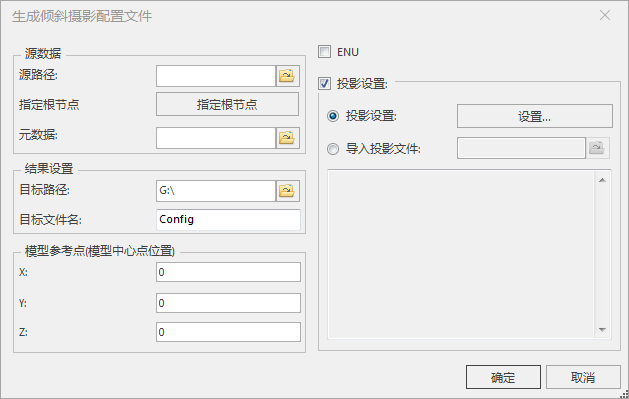 生成倾斜摄影配置文件
源数据
源路径:
指定根节点
指定根节点
元数据:
结果设置
目标路径:
G:\
目标文件名:
Config
模型参考点(模型中心点位置)
X:
0
Y:
0
Z:
0
ENU
投影设置:
投影设置:
设置...
导入投影文件:
确定
取消